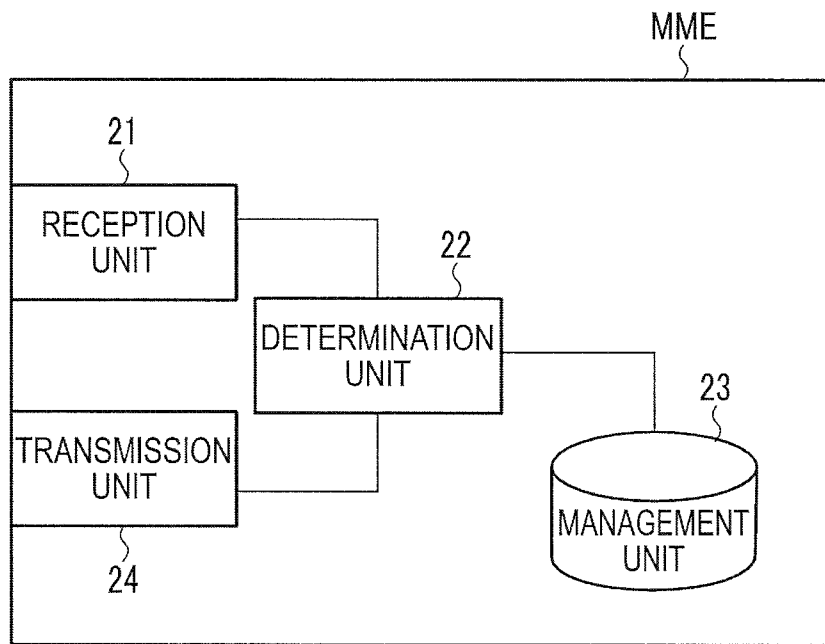 MME
21
RECEPTION
UNIT
22
DETERMINATION
UNIT
23
MANAGEMENT
UNIT
TRANSMISSION
UNIT
24